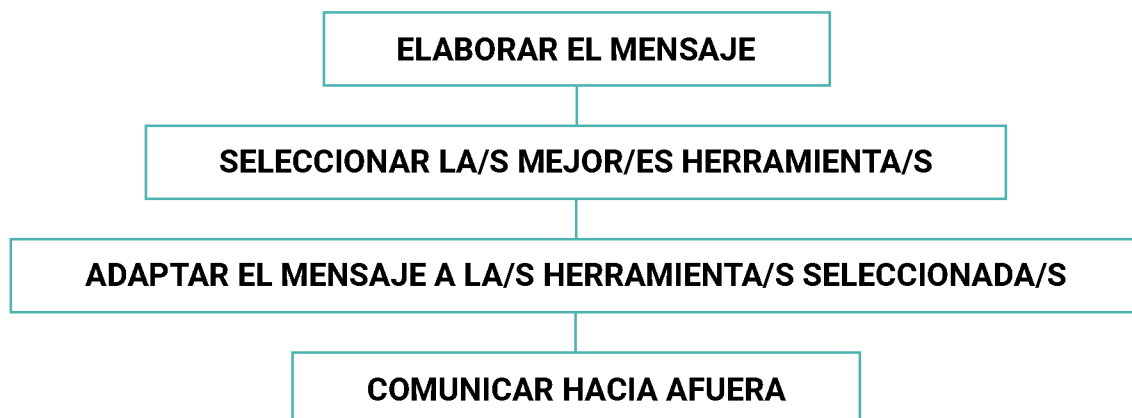 ELABORAR EL MENSAJE
SELECCIONAR LA/S MEJOR/ES HERRAMIENTA/S
ADAPTAR EL MENSAJE A LA/S HERRAMIENTA/S SELECCIONADA/S
COMUNICAR HACIA AFUERA